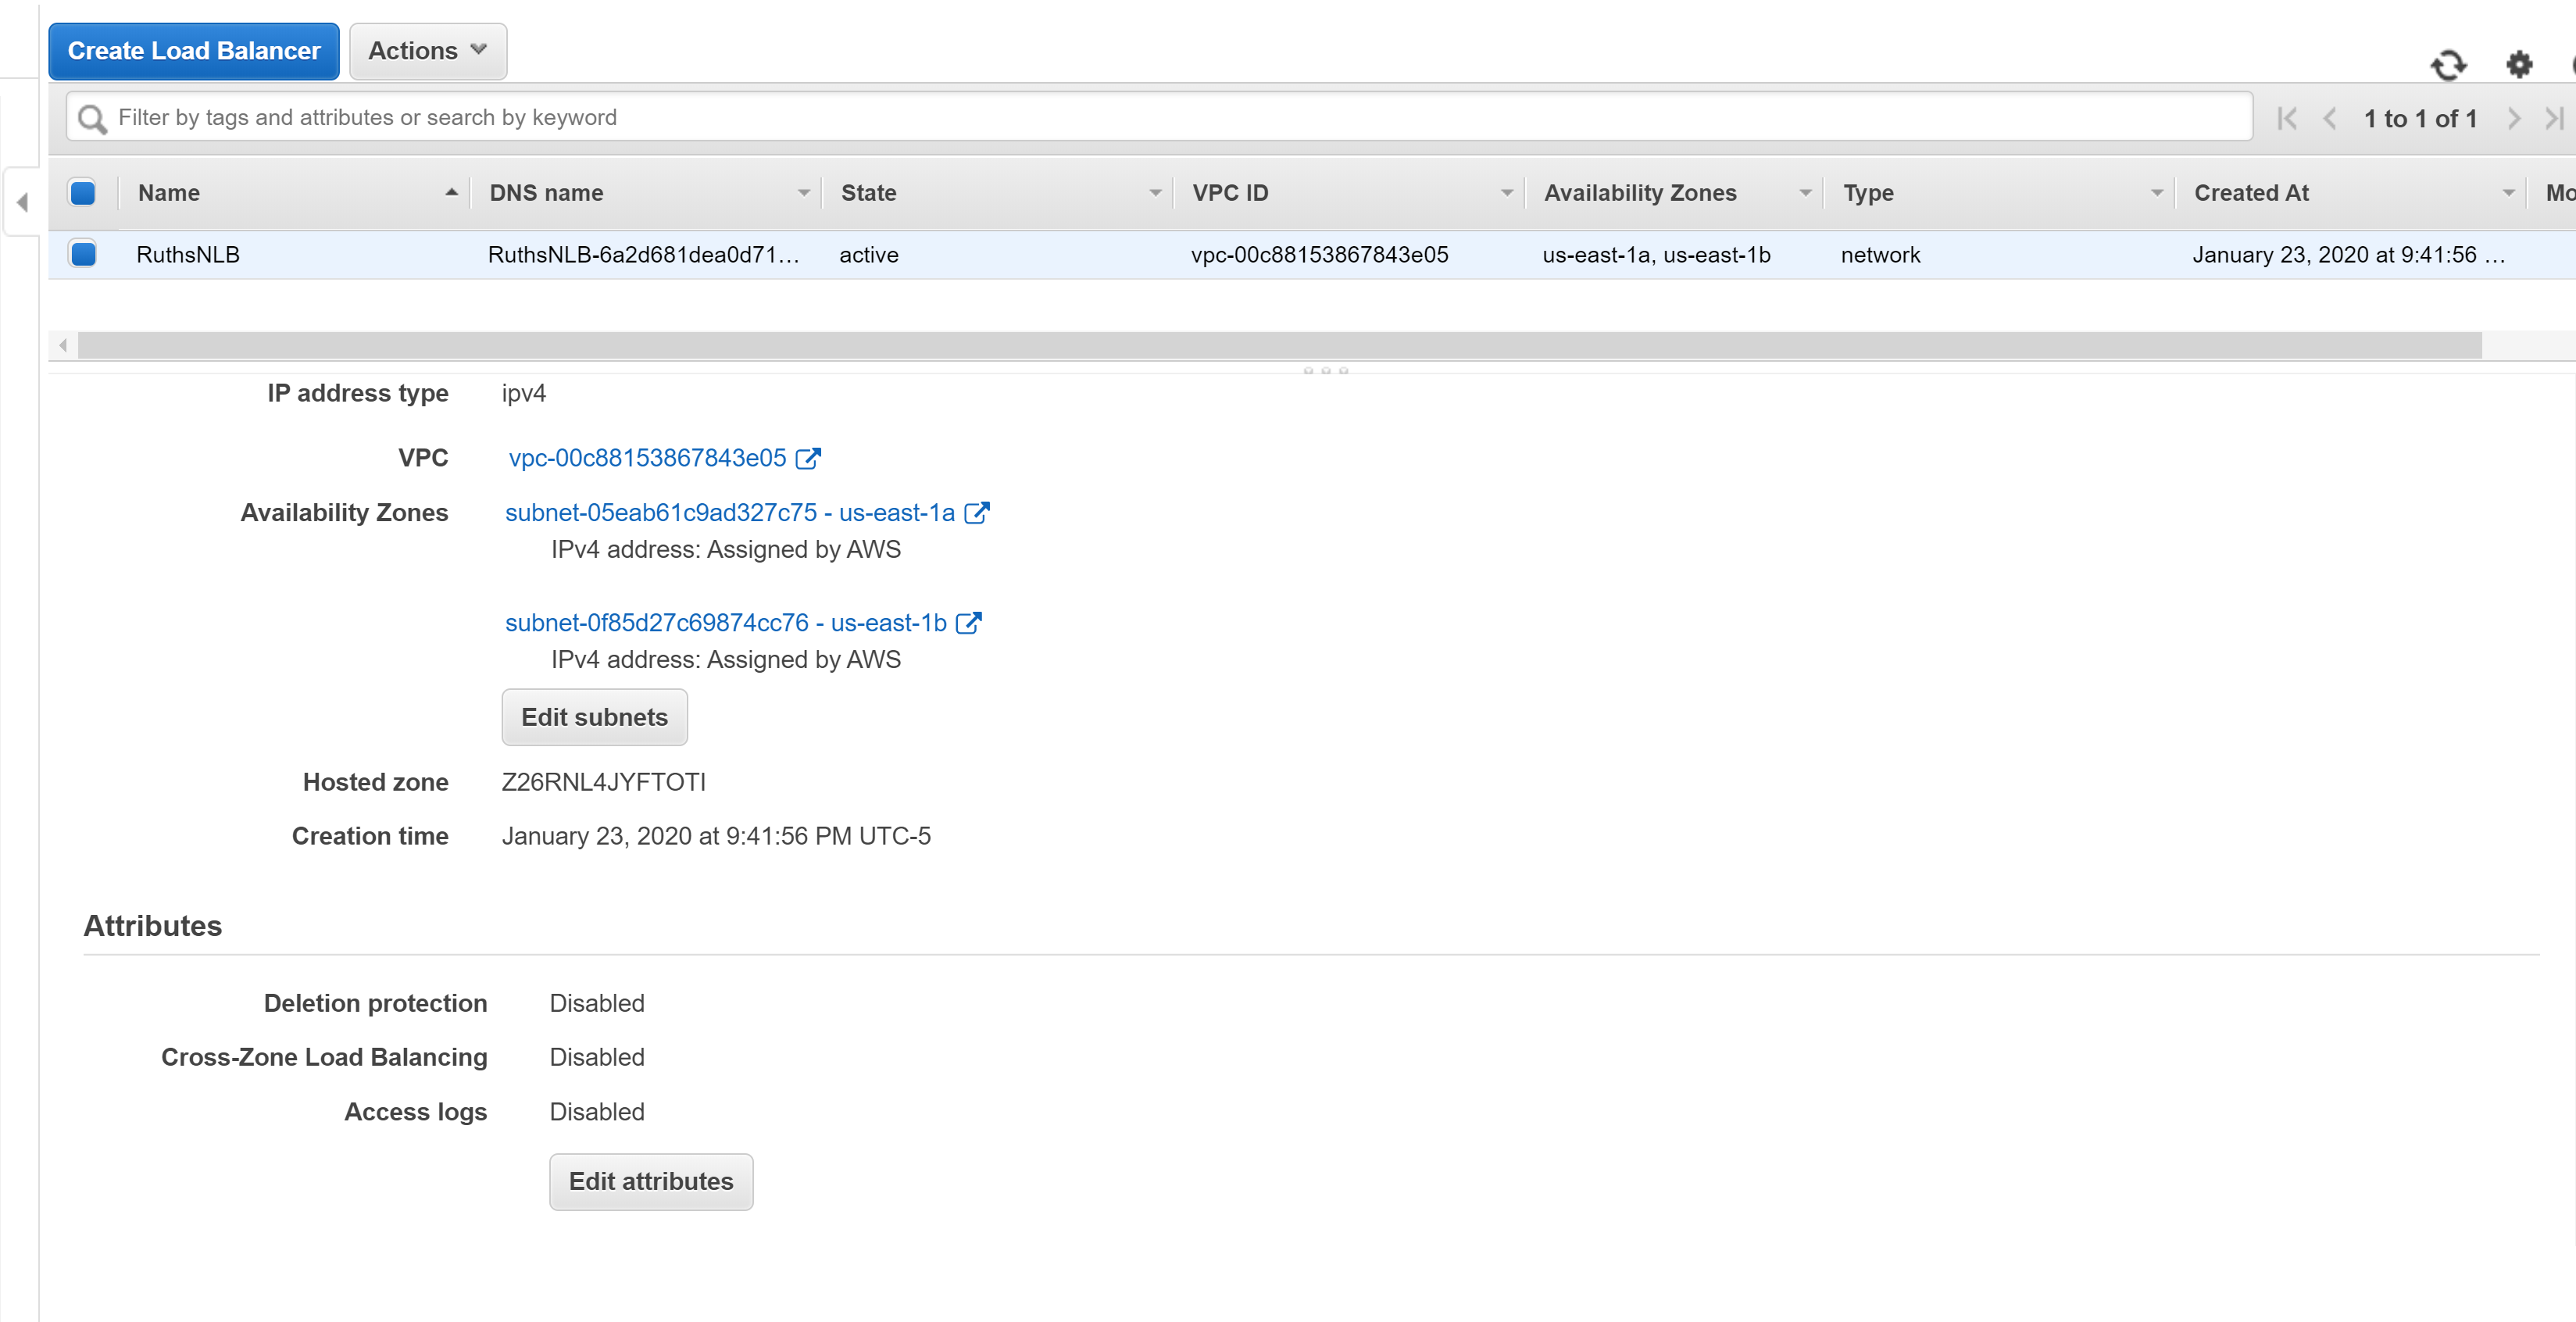 Create Load Balancer Actions
Filter by tags and attributes or search by keyword 1 to 1 of 1
Name DNS name State VPC ID Availability Zones Type Created At Mo
RuthsNLB RuthsNLB-6a2d681dea0d71... active vpc-00c88153867843e05 us-east-1a, us-east-1b network January 23, 2020 at 9:41:56 ...
IP address type ipv4
VPC vpc-00c88153867843e05
Availability Zones subnet-05eab61c9ad327c75 - us-east-1a
IPv4 address: Assigned by AWS
subnet-0f85d27c69874cc76 - us-east-1b
IPv4 address: Assigned by AWS
Edit subnets
Hosted zone Z26RNL4JYFTOTI
Creation time January 23, 2020 at 9:41:56 PM UTC-5
Attributes
Deletion protection Disabled
Cross-Zone Load Balancing Disabled
Access logs Disabled
Edit attributes